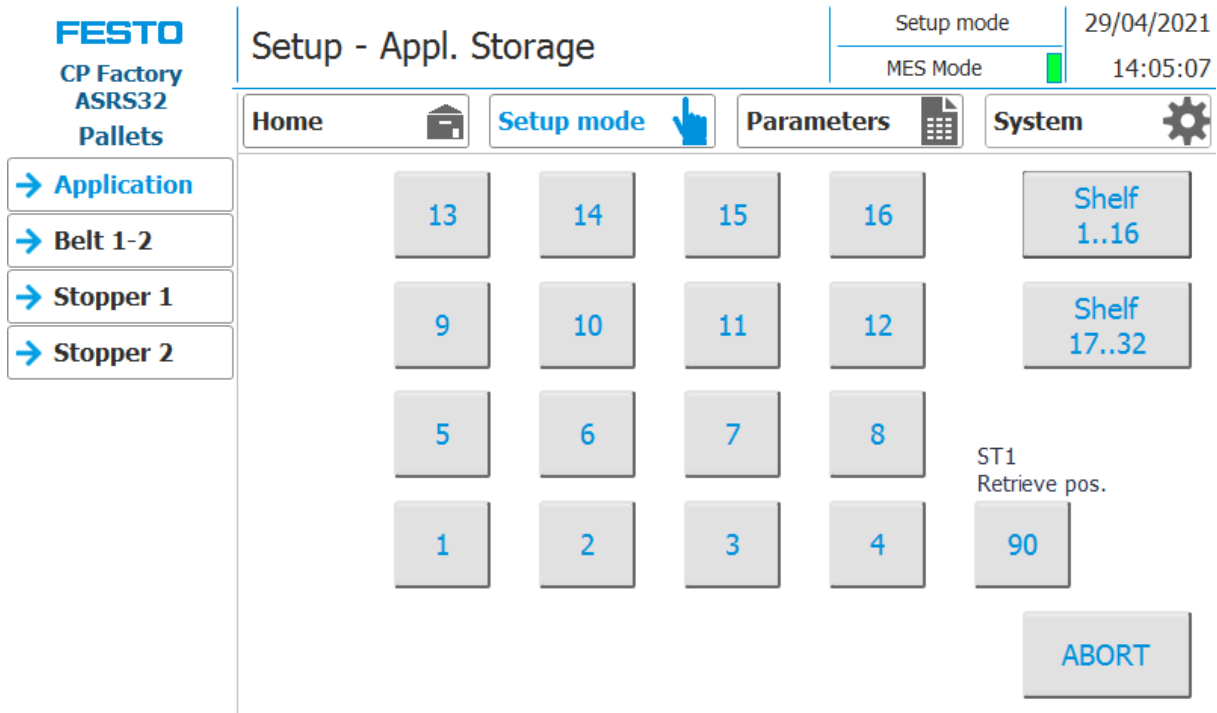 FESTO
CP Factory
ASRS32
Pallets
Setup - Appl. Storage
Setup mode
MES Mode
29/04/2021
14:05:07
Home
Setup mode
Parameters
System
Application
Belt 1-2
Stopper 1
Stopper 2
13 14 15 16
Shelf
1..16
9 10 11 12
Shelf
17..32
5 6 7 8
ST1
Retrieve pos.
1 2 3 4 90
ABORT